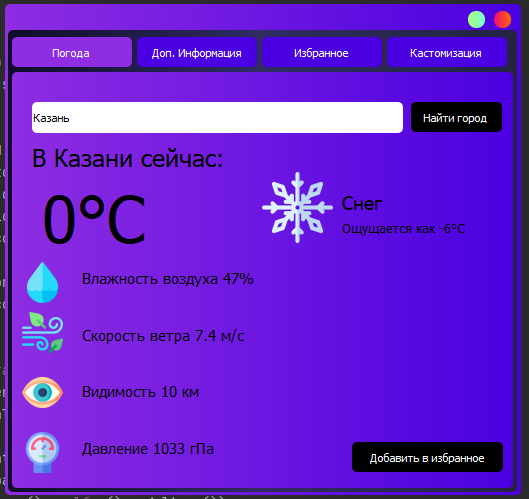 Погода
Доп. Информация
Избранное
Кастомизация
Казань
Найти город
В Казани сейчас:
0°C
Снег
Ощущается как -6°C
Влажность воздуха 47%
Скорость ветра 7.4 м/с
Видимость 10 км
Давление 1033 гПа
Добавить в избранное